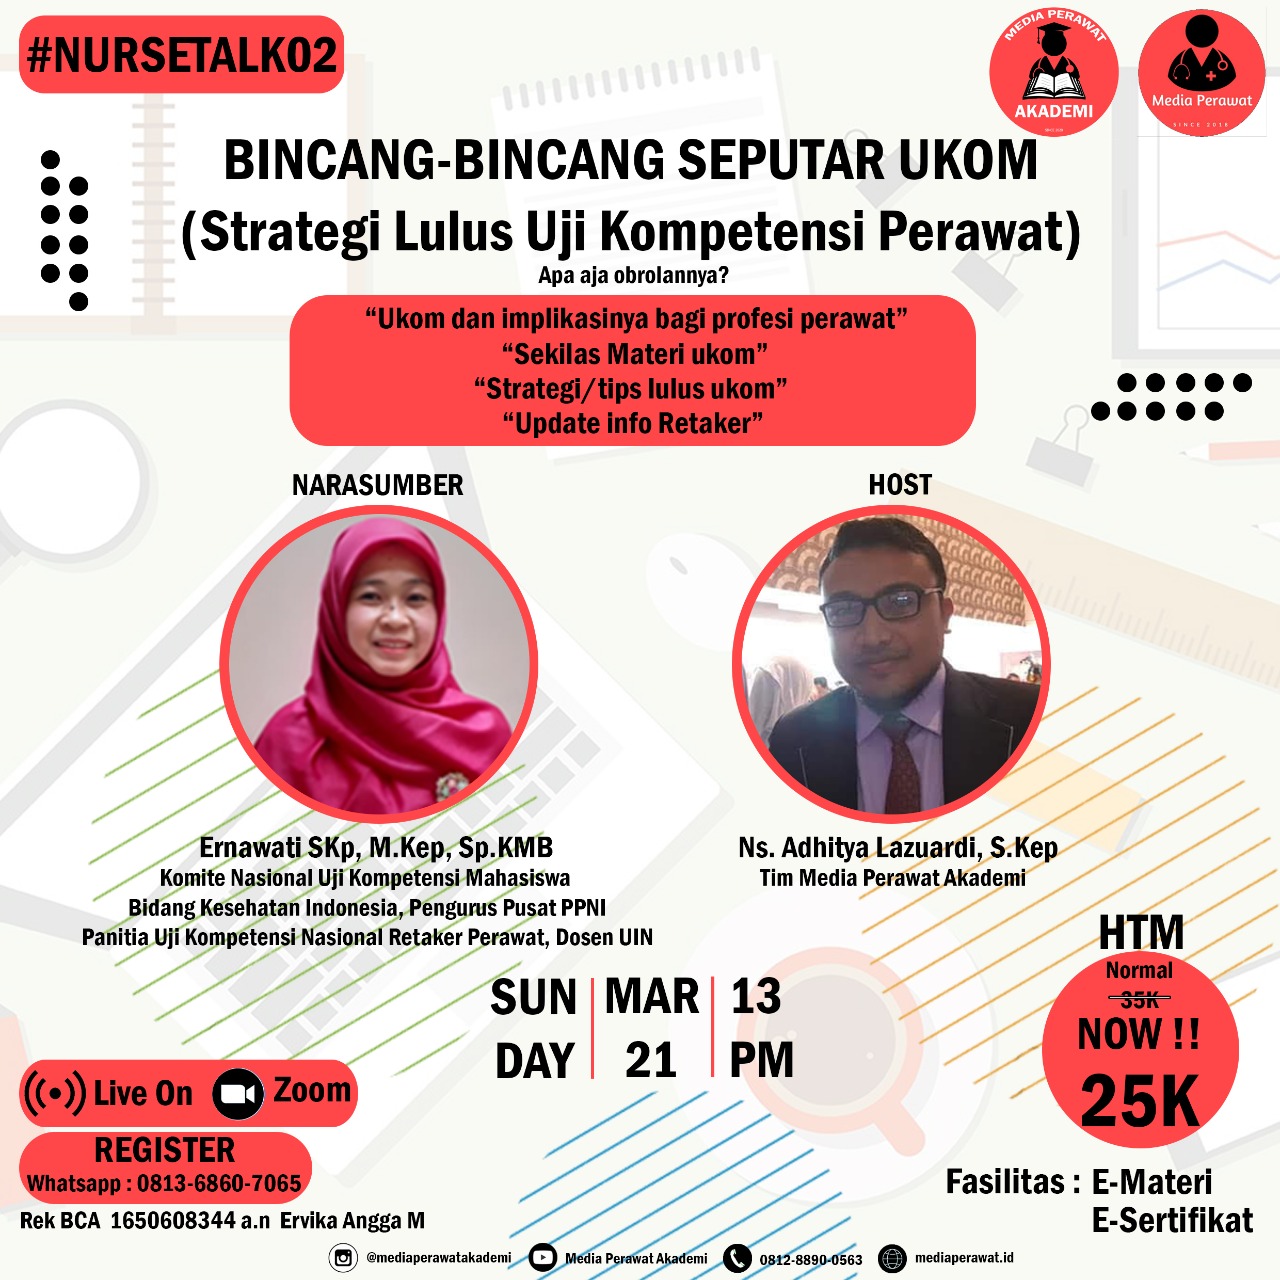 #NURSETALK02
MEDIA PERAWAT
AKADEMI
Media Perawat
SINCE 2018
BINCANG-BINCANG SEPUTAR UKOM
(Strategi Lulus Uji Kompetensi Perawat)
Apa aja obrolannya?
“Ukom dan implikasinya bagi profesi perawat”
“Sekilas Materi ukom”
“Strategi/tips lulus ukom”
“Update info Retaker”
NARASUMBER
HOST
Ernawati SKp, M.Kep, Sp.KMB
Komite Nasional Uji Kompetensi Mahasiswa
Bidang Kesehatan Indonesia, Pengurus Pusat PPNI
Panitia Uji Kompetensi Nasional Retaker Perawat, Dosen UIN
Ns. Adhitya Lazuardi, S.Kep
Tim Media Perawat Akademi
SUN MAR 13
DAY 21 PM
HTM
Normal
35K
NOW !!
25K
Live On Zoom
REGISTER
Whatsapp : 0813-6860-7065
Rek BCA 1650608344 a.n Ervika Angga M
Fasilitas : E-Materi
E-Sertifikat
@mediaperawatakademi Media Perawat Akademi 0812-8890-0563 mediaperawat.id